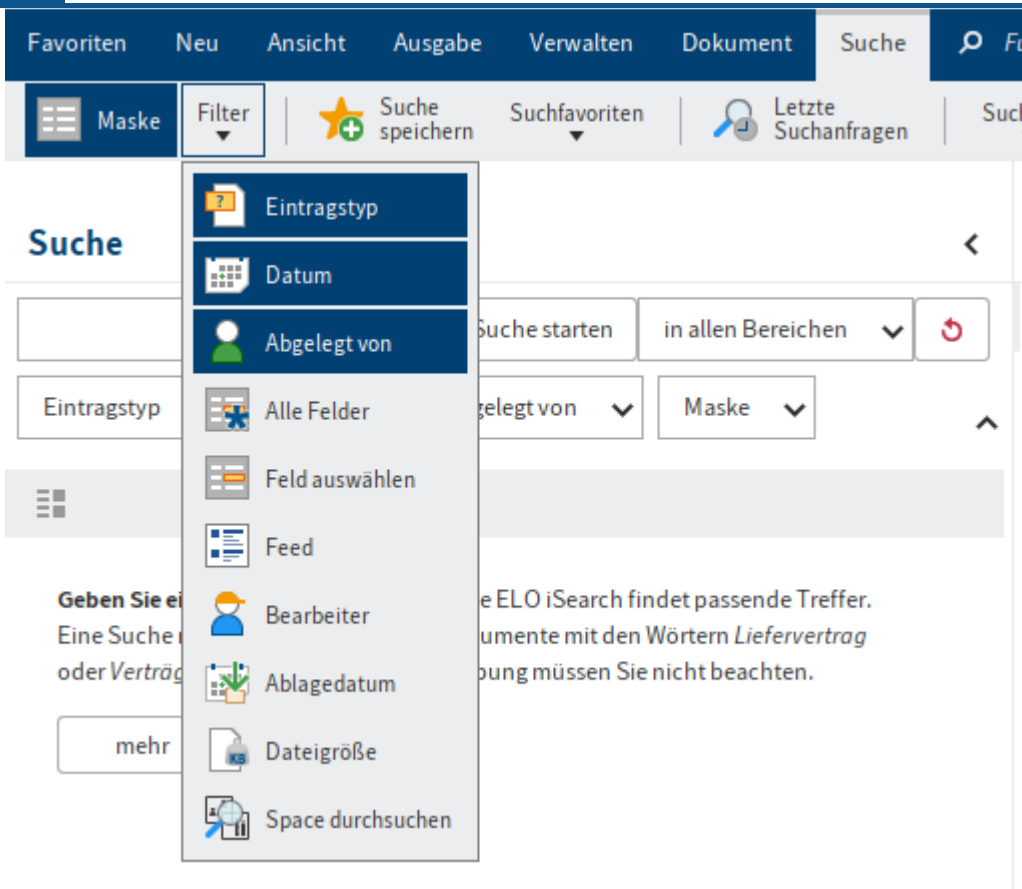 Favoriten Neu Ansicht Ausgabe Verwalten Dokument Suche
Maske Filter Suche speichern Suchfavoriten Letzte Suchanfragen
Eintragstyp
Suche
Datum
Suche starten in allen Bereichen
Abgelegt von
Eintragstyp gelegt von Maske
Alle Felder
Feld auswählen
Feed
Geben Sie ei e ELO iSearch findet passende Treffer.
Bearbeiter
Eine Suche umente mit den Wörtern Liefervertrag
oder Verträg bung müssen Sie nicht beachten.
Ablagedatum
mehr
Dateigröße
KB
Space durchsuchen